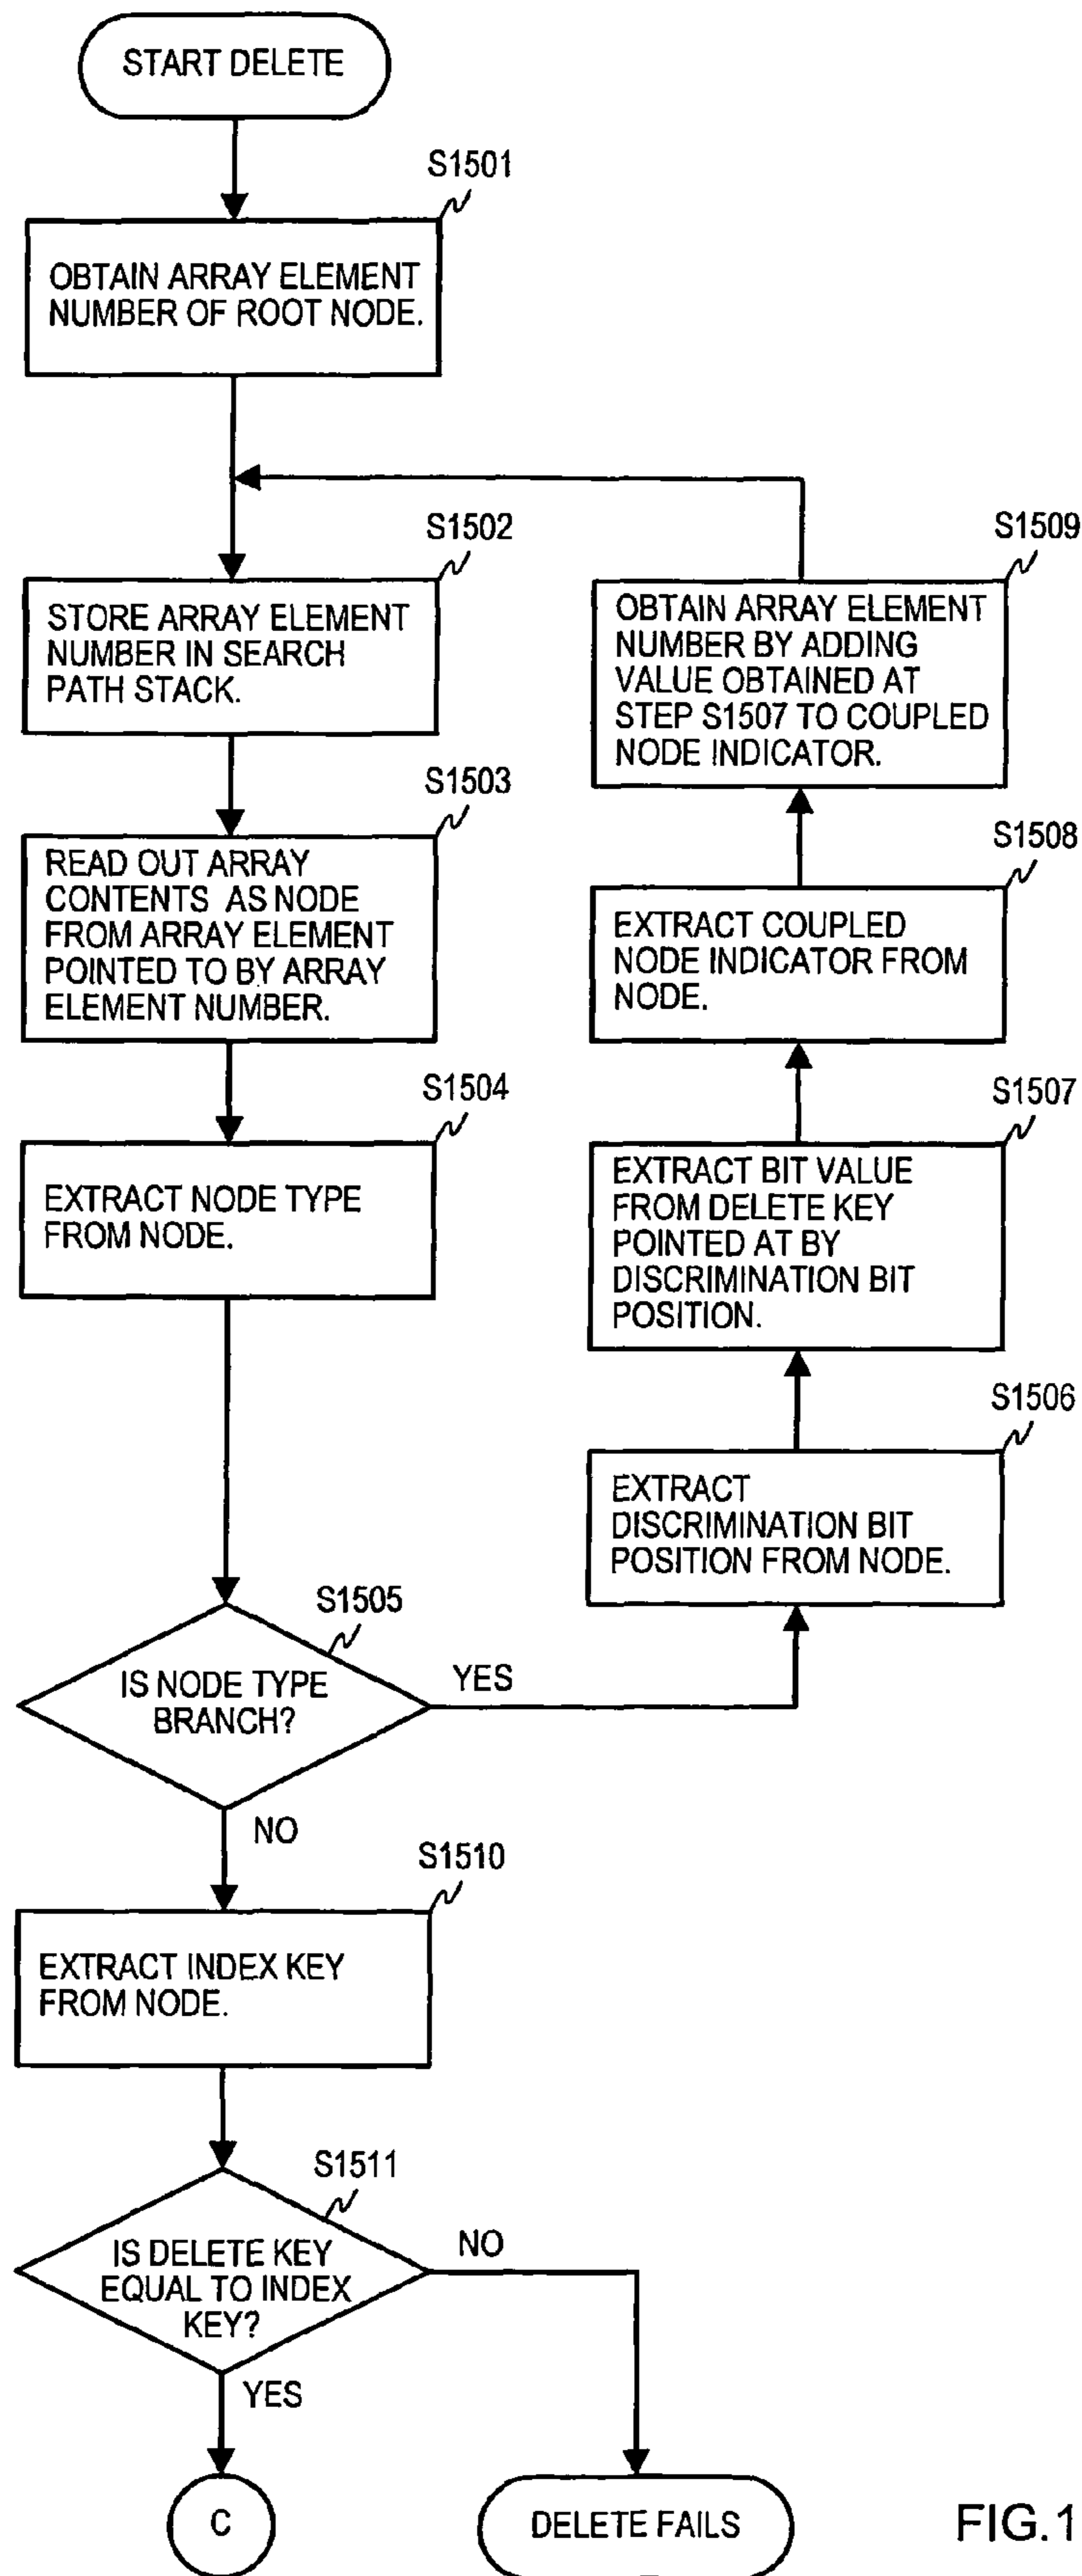 START DELETE
S1501
OBTAIN ARRAY ELEMENT
NUMBER OF ROOT NODE.
S1502
STORE ARRAY ELEMENT
NUMBER IN SEARCH
PATH STACK.
S1503
READ OUT ARRAY
CONTENTS AS NODE
FROM ARRAY ELEMENT
POINTED TO BY ARRAY
ELEMENT NUMBER.
S1504
EXTRACT NODE TYPE
FROM NODE.
S1505
IS NODE TYPE
BRANCH?
YES
NO
S1506
EXTRACT
DISCRIMINATION BIT
POSITION FROM NODE.
S1507
EXTRACT BIT VALUE
FROM DELETE KEY
POINTED AT BY
DISCRIMINATION BIT
POSITION.
S1508
EXTRACT COUPLED
NODE INDICATOR FROM
NODE.
S1509
OBTAIN ARRAY ELEMENT
NUMBER BY ADDING
VALUE OBTAINED AT
STEP S1507 TO COUPLED
NODE INDICATOR.
S1510
EXTRACT INDEX KEY
FROM NODE.
S1511
IS DELETE KEY
EQUAL TO INDEX
KEY?
NO
YES
C
DELETE FAILS
FIG.1